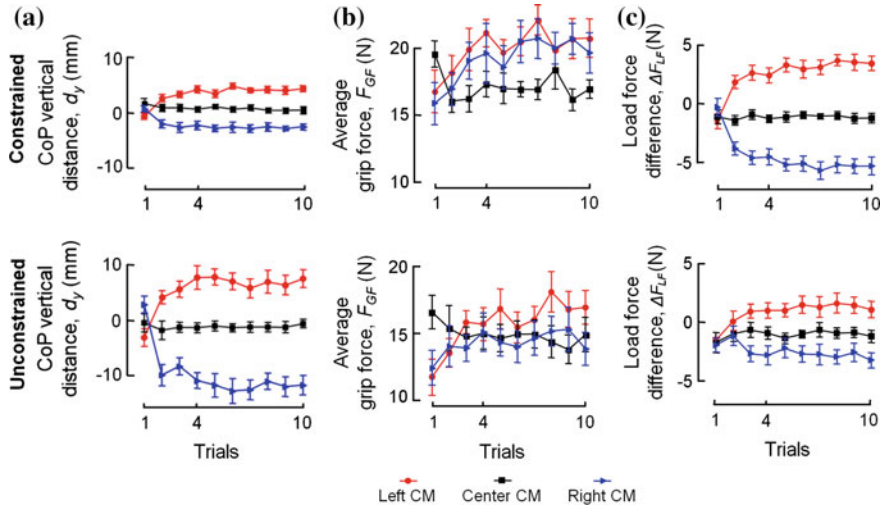 (a)
(b)
(c)
Constrained
CoP vertical
distance, dy (mm)
10
0
-10
1
4
10
Average
grip force, FGF (N)
20
15
10
1
4
10
Load force
difference, ΔFLF(N)
5
0
-5
1
4
10
Unconstrained
CoP vertical
distance, dy (mm)
10
0
-10
1
4
10
Trials
Average
grip force, FGF (N)
20
15
10
1
4
10
Trials
Load force
difference, ΔFLF(N)
5
0
-5
1
4
10
Trials
Left CM
Center CM
Right CM